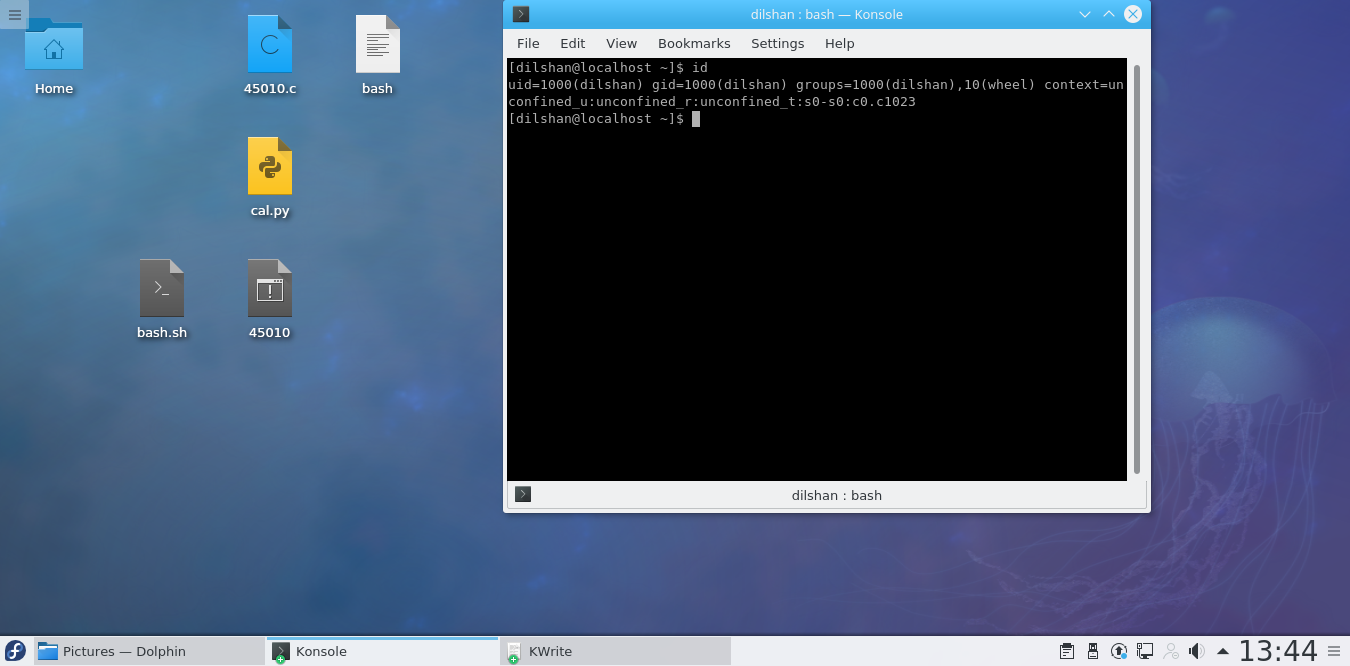 Home
45010.c
bash
cal.py
bash.sh
45010
dilshan : bash — Konsole
File Edit View Bookmarks Settings Help
[dilshan@localhost ~]$ id
uid=1000(dilshan) gid=1000(dilshan) groups=1000(dilshan),10(wheel) context=un
confined_u:unconfined_r:unconfined_t:s0-s0:c0.c1023
[dilshan@localhost ~]$
dilshan : bash
Pictures — Dolphin
Konsole
KWrite
13:44